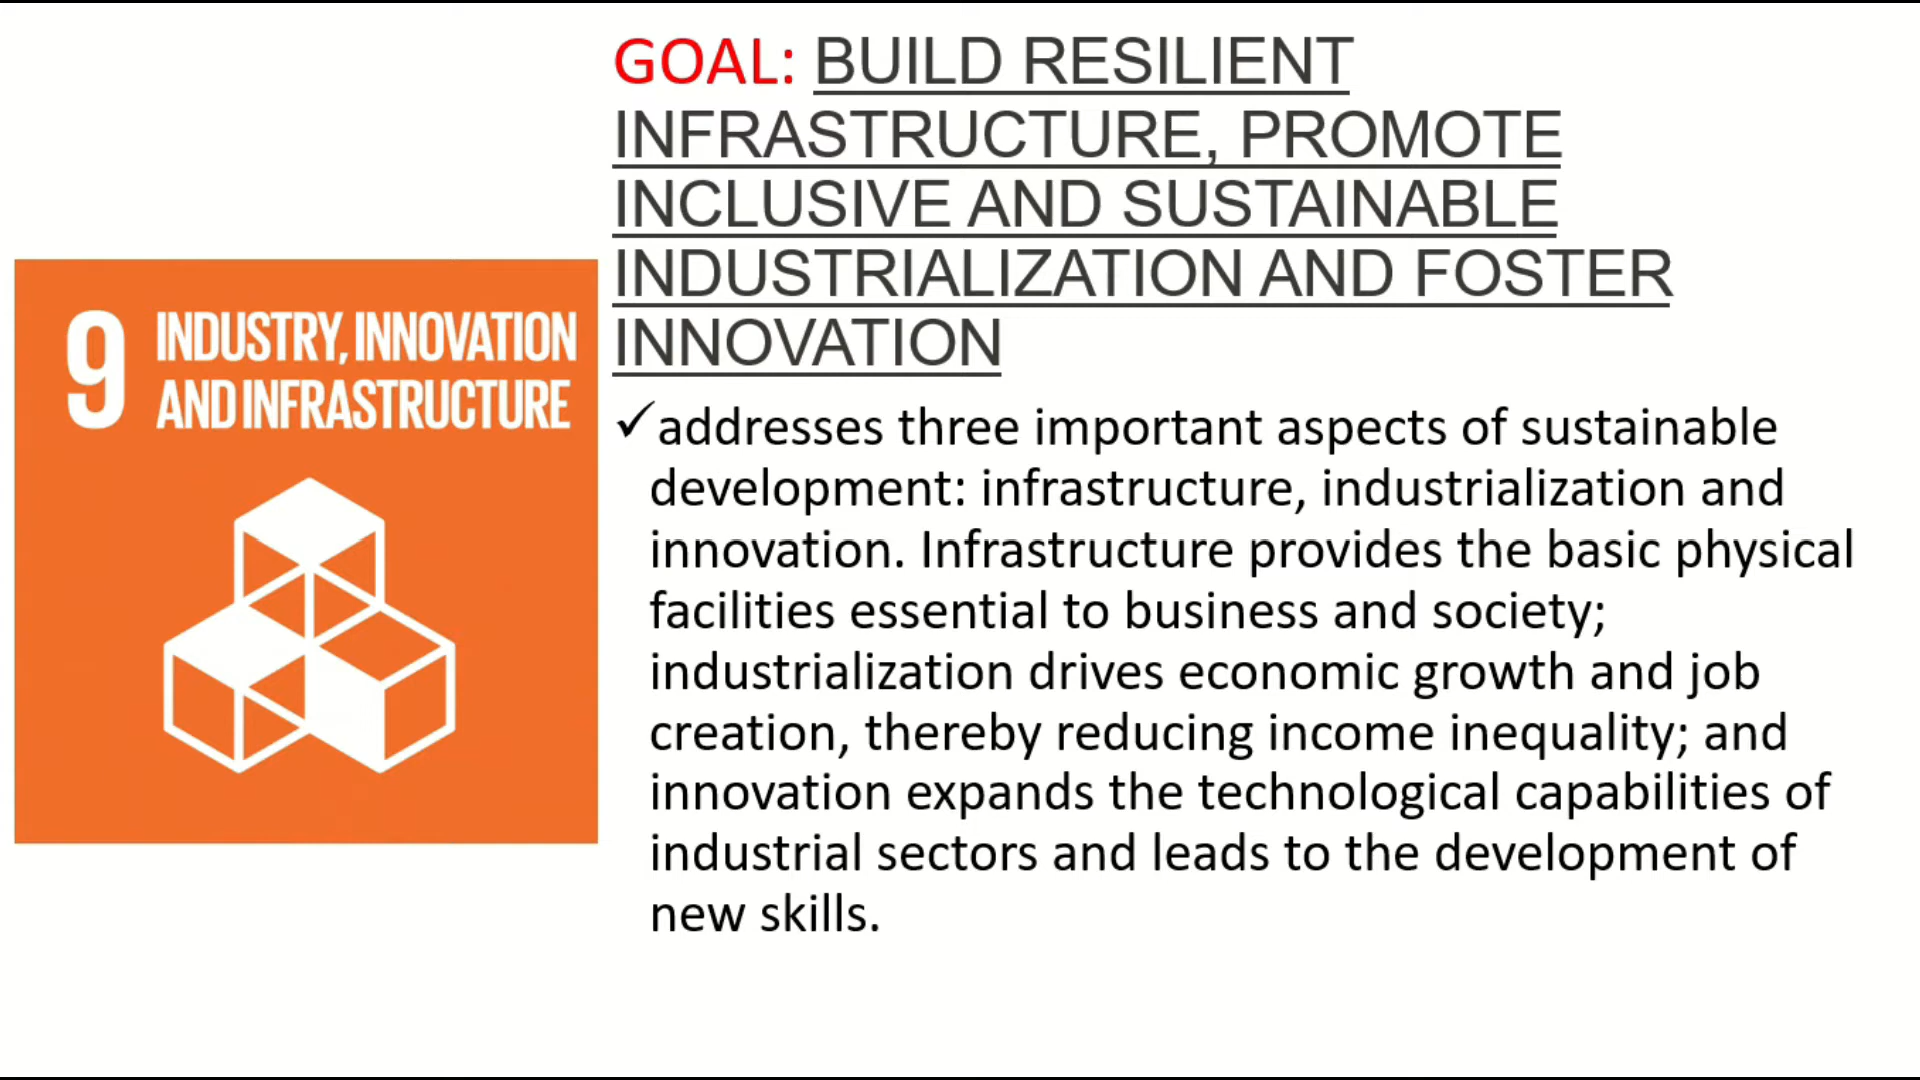 GOAL: BUILD RESILIENT
INFRASTRUCTURE, PROMOTE
INCLUSIVE AND SUSTAINABLE
INDUSTRIALIZATION AND FOSTER
INNOVATION
9 INDUSTRY, INNOVATION
AND INFRASTRUCTURE
✓addresses three important aspects of sustainable
development: infrastructure, industrialization and
innovation. Infrastructure provides the basic physical
facilities essential to business and society;
industrialization drives economic growth and job
creation, thereby reducing income inequality; and
innovation expands the technological capabilities of
industrial sectors and leads to the development of
new skills.